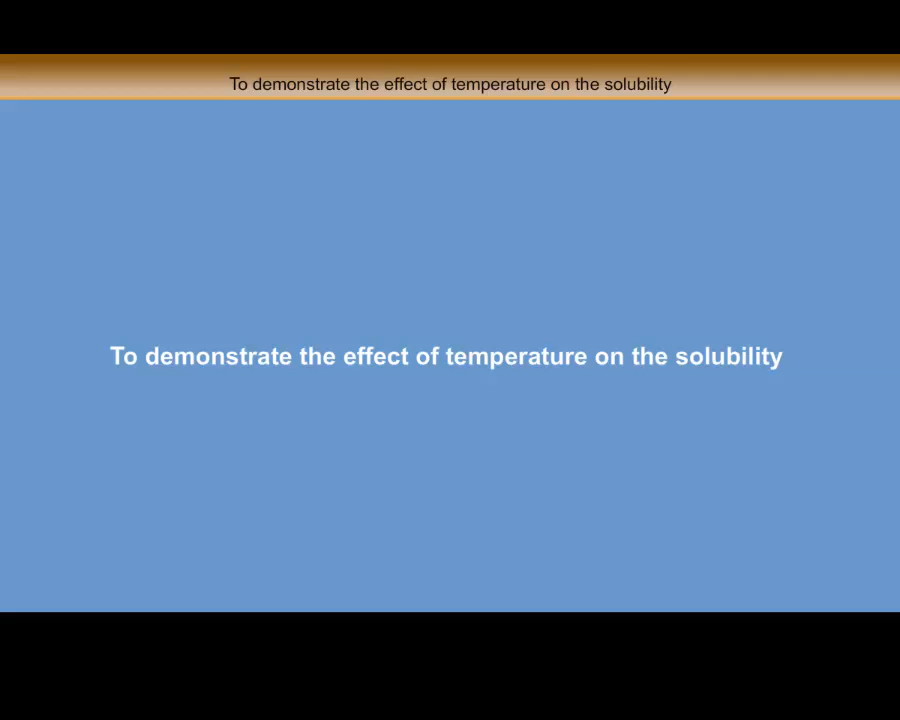 To demonstrate the effect of temperature on the solubility
To demonstrate the effect of temperature on the solubility